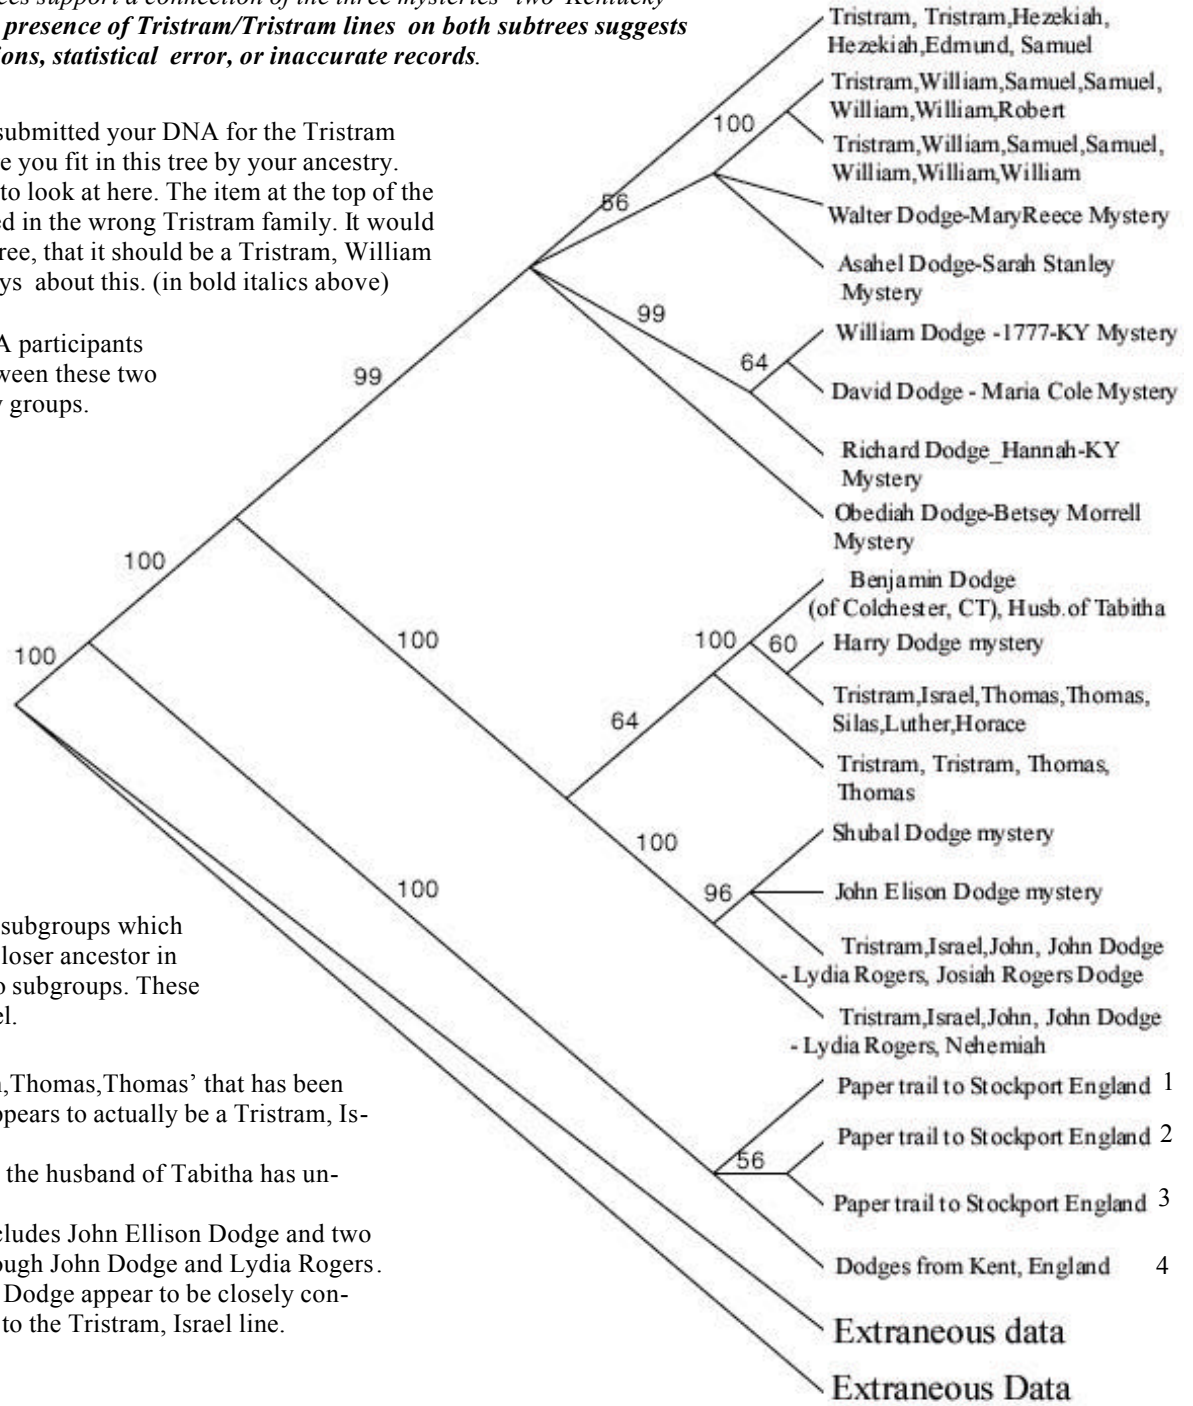 ees support a connection of the three mysteries- two Kentucky
presence of Tristram/Tristram lines on both subtrees suggests
ions, statistical error, or inaccurate records.
submitted your DNA for the Tristram
e you fit in this tree by your ancestry.
to look at here. The item at the top of the
ed in the wrong Tristram family. It would
ree, that it should be a Tristram, William
ys about this. (in bold italics above)
A participants
ween these two
y groups.
subgroups which
loser ancestor in
o subgroups. These
el.
n,Thomas,Thomas’ that has been
ppears to actually be a Tristram, Is-
the husband of Tabitha has un-
cludes John Ellison Dodge and two
ough John Dodge and Lydia Rogers.
Dodge appear to be closely con-
to the Tristram, Israel line.
Tristram, Tristram,Hezekiah,
Hezekiah,Edmund, Samuel
Tristram,William,Samuel,Samuel,
William,William,Robert
100
Tristram,William,Samuel,Samuel,
William,William,William
56
Walter Dodge-MaryReece Mystery
Asahel Dodge-Sarah Stanley
Mystery
99
William Dodge -1777-KY Mystery
64
99
David Dodge - Maria Cole Mystery
Richard Dodge_Hannah-KY
Mystery
Obediah Dodge-Betsey Morrell
Mystery
100
Benjamin Dodge
(of Colchester, CT), Husb.of Tabitha
100
100
100 60
Harry Dodge mystery
Tristram,Israel,Thomas,Thomas,
Silas,Luther,Horace
64
Tristram, Tristram, Thomas,
Thomas
Shubal Dodge mystery
100
100
96
John Elison Dodge mystery
Tristram,Israel,John, John Dodge
- Lydia Rogers, Josiah Rogers Dodge
Tristram,Israel,John, John Dodge
- Lydia Rogers, Nehemiah
Paper trail to Stockport England 1
Paper trail to Stockport England 2
56
Paper trail to Stockport England 3
Dodges from Kent, England 4
Extraneous data
Extraneous Data